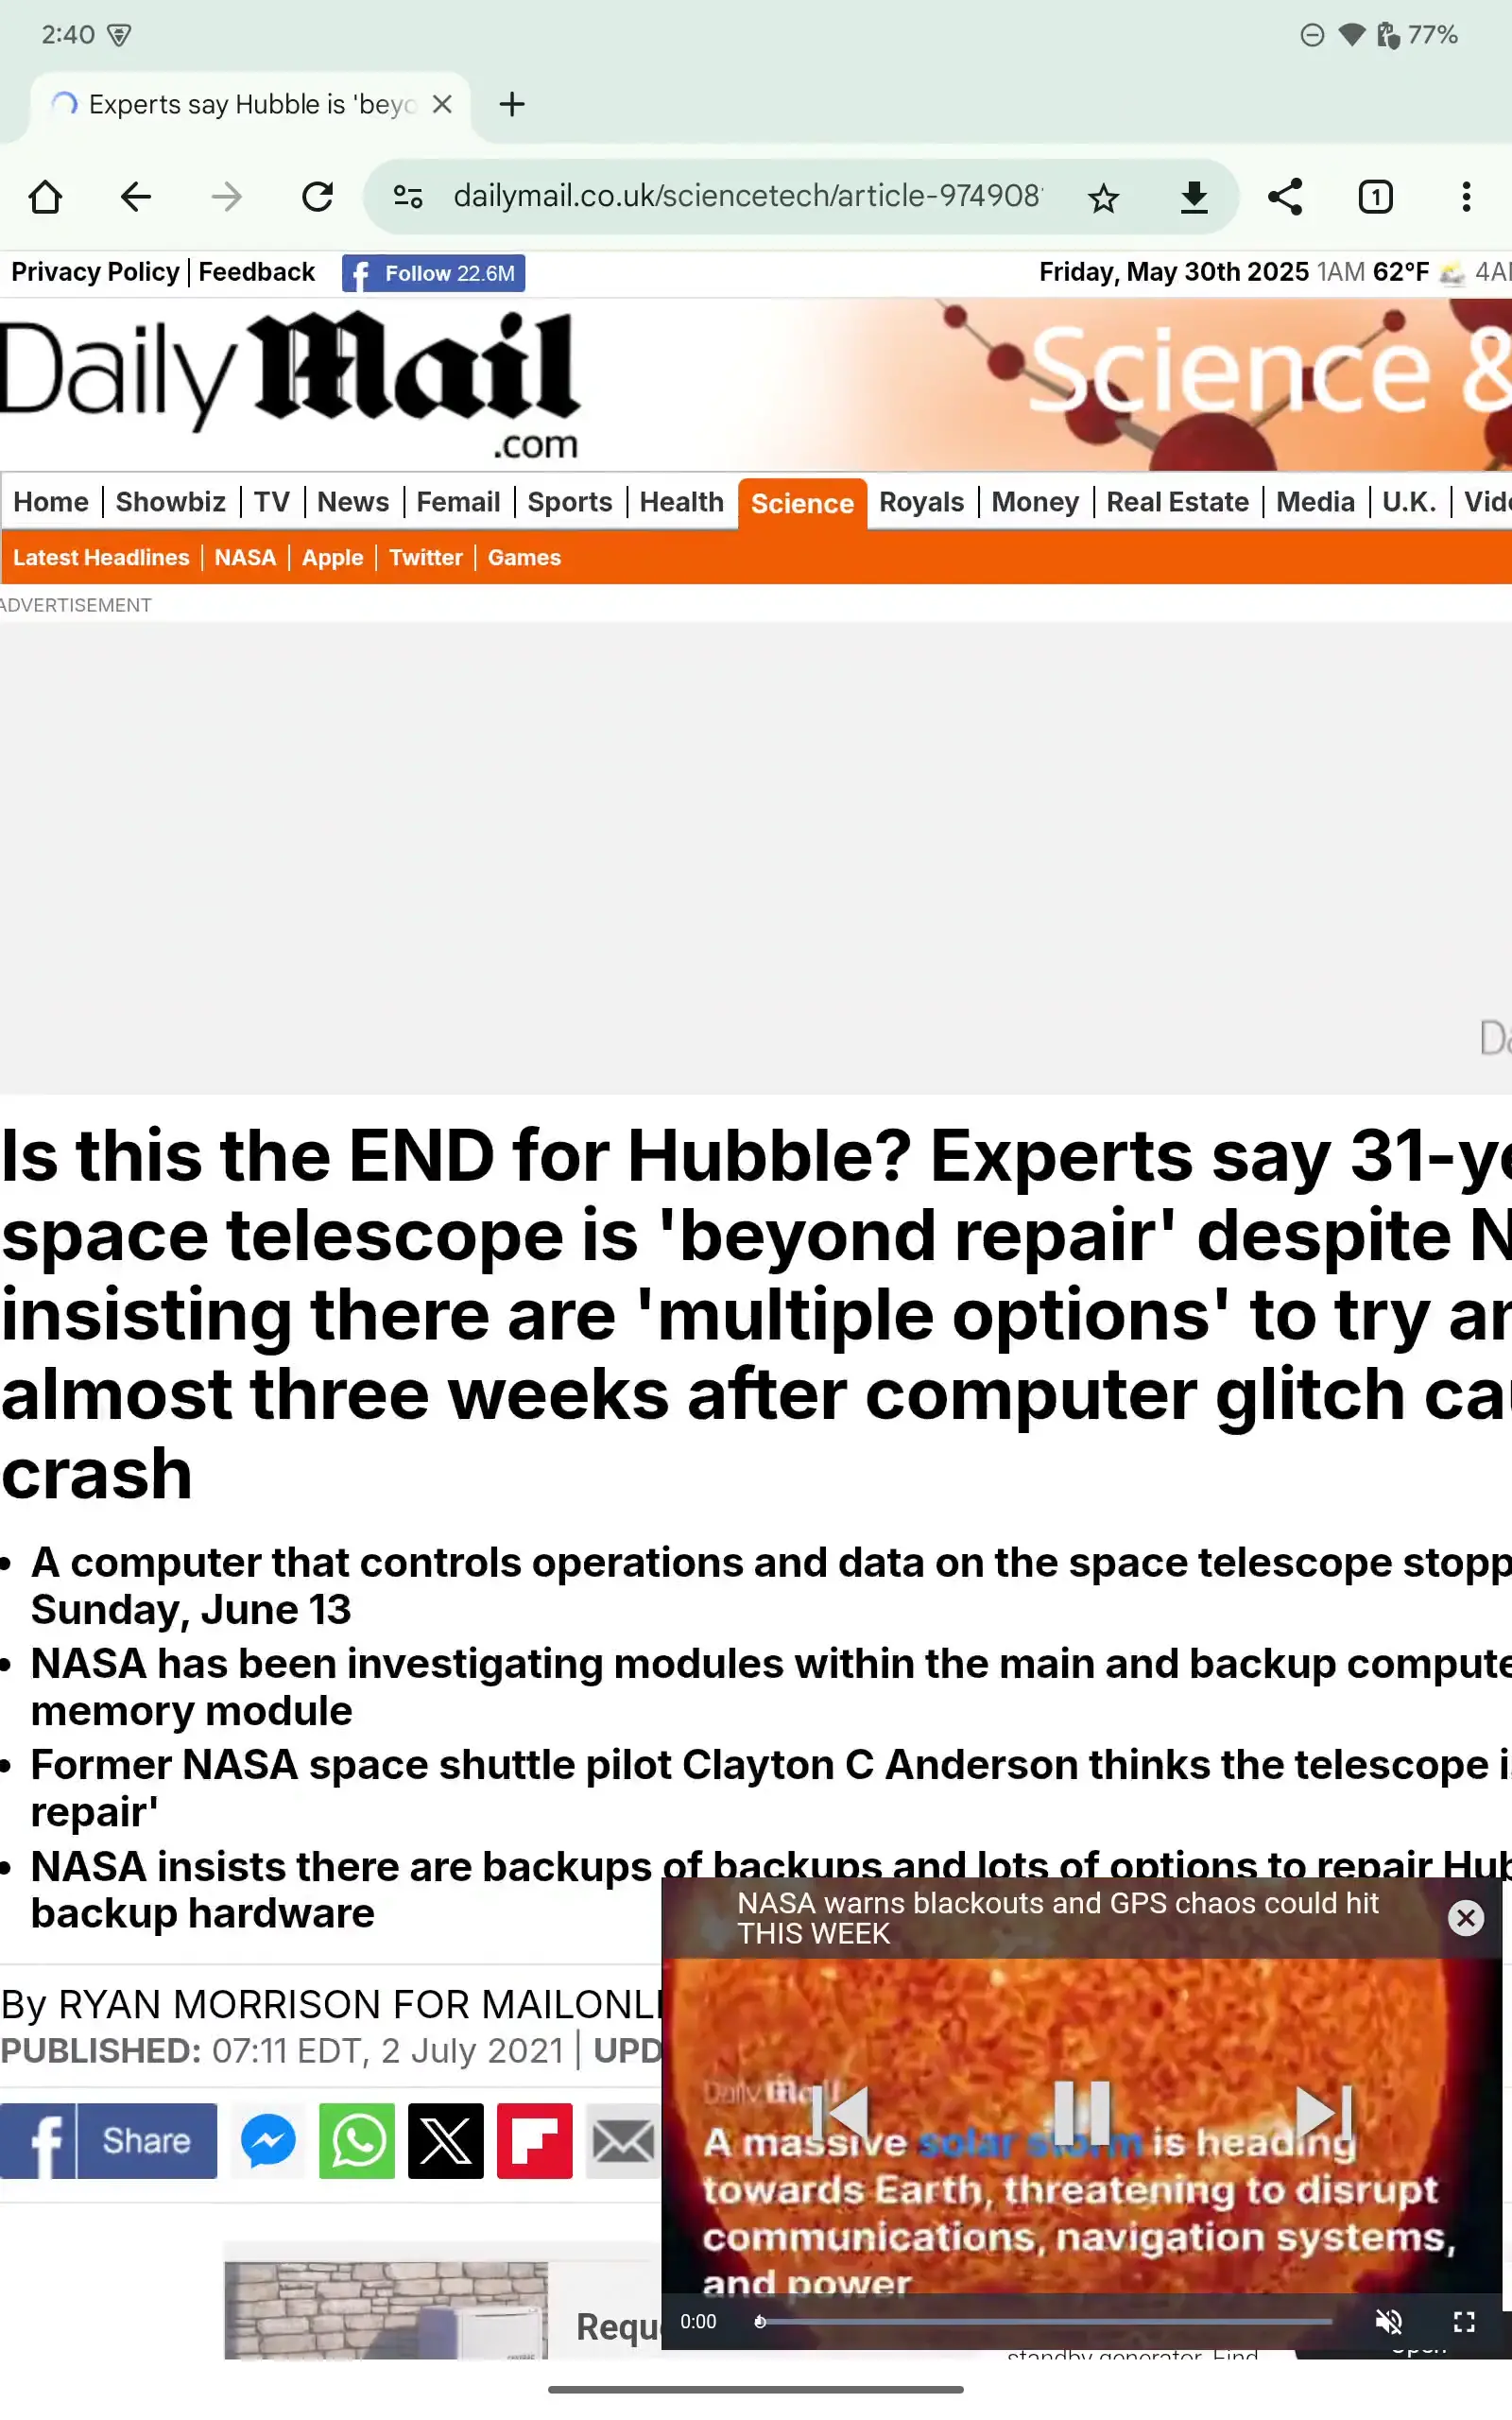 2:40
77%
Experts say Hubble is 'beyo
dailymail.co.uk/sciencetech/article-974908
1
Privacy Policy | Feedback
Follow 22.6M
Friday, May 30th 2025 1AM 62°F 4A
Daily Mail
.com
Science &
Home | Showbiz | TV | News | Femail | Sports | Health Science Royals | Money | Real Estate | Media | U.K. | Vid
Latest Headlines | NASA | Apple | Twitter | Games
ADVERTISEMENT
Da
Is this the END for Hubble? Experts say 31-ye
space telescope is 'beyond repair' despite N
insisting there are 'multiple options' to try an
almost three weeks after computer glitch cau
crash
• A computer that controls operations and data on the space telescope stopp
Sunday, June 13
• NASA has been investigating modules within the main and backup compute
memory module
• Former NASA space shuttle pilot Clayton C Anderson thinks the telescope i
repair'
• NASA insists there are backups of backups and lots of options to repair Hub
backup hardware
By RYAN MORRISON FOR MAILONLI
PUBLISHED: 07:11 EDT, 2 July 2021 | UPD
Share
NASA warns blackouts and GPS chaos could hit
THIS WEEK
Daily Mail
A massive solar storm is heading
towards Earth, threatening to disrupt
communications, navigation systems,
and power
0:00
Requ
standby generator. Find
Open